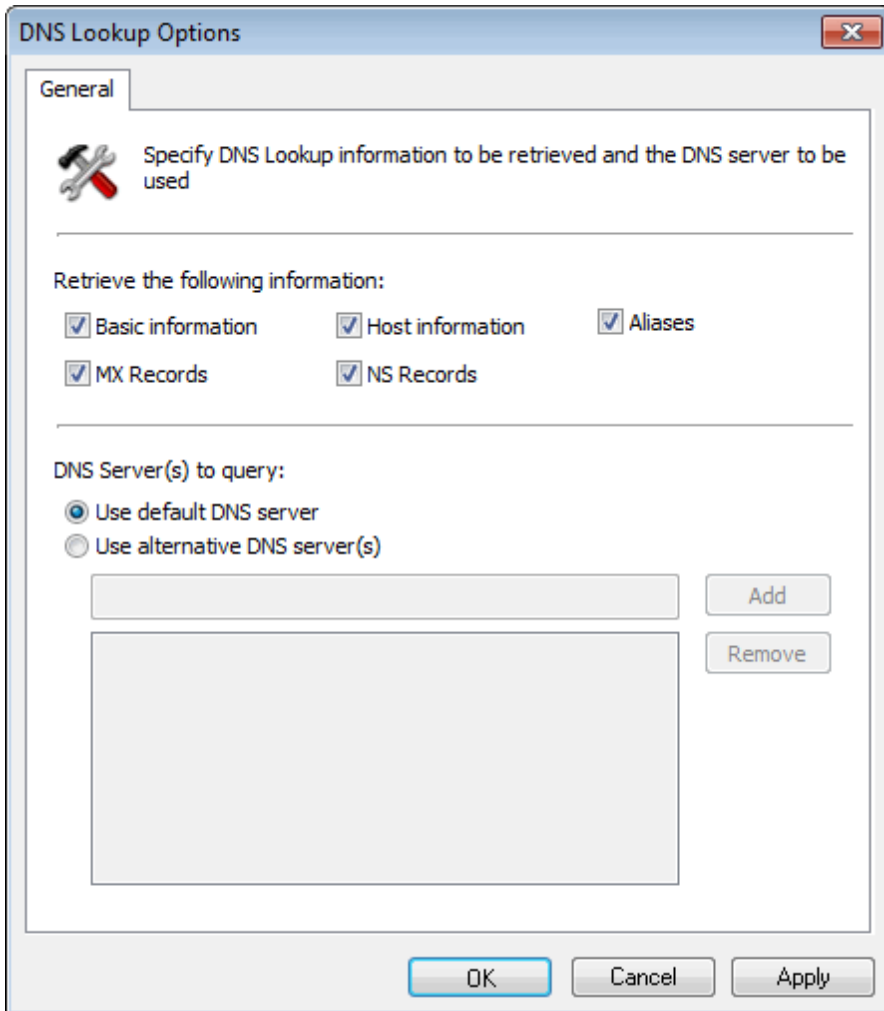 DNS Lookup Options
General
Specify DNS Lookup information to be retrieved and the DNS server to be
used
Retrieve the following information:
Basic information
Host information
Aliases
MX Records
NS Records
DNS Server(s) to query:
Use default DNS server
Use alternative DNS server(s)
Add
Remove
OK
Cancel
Apply